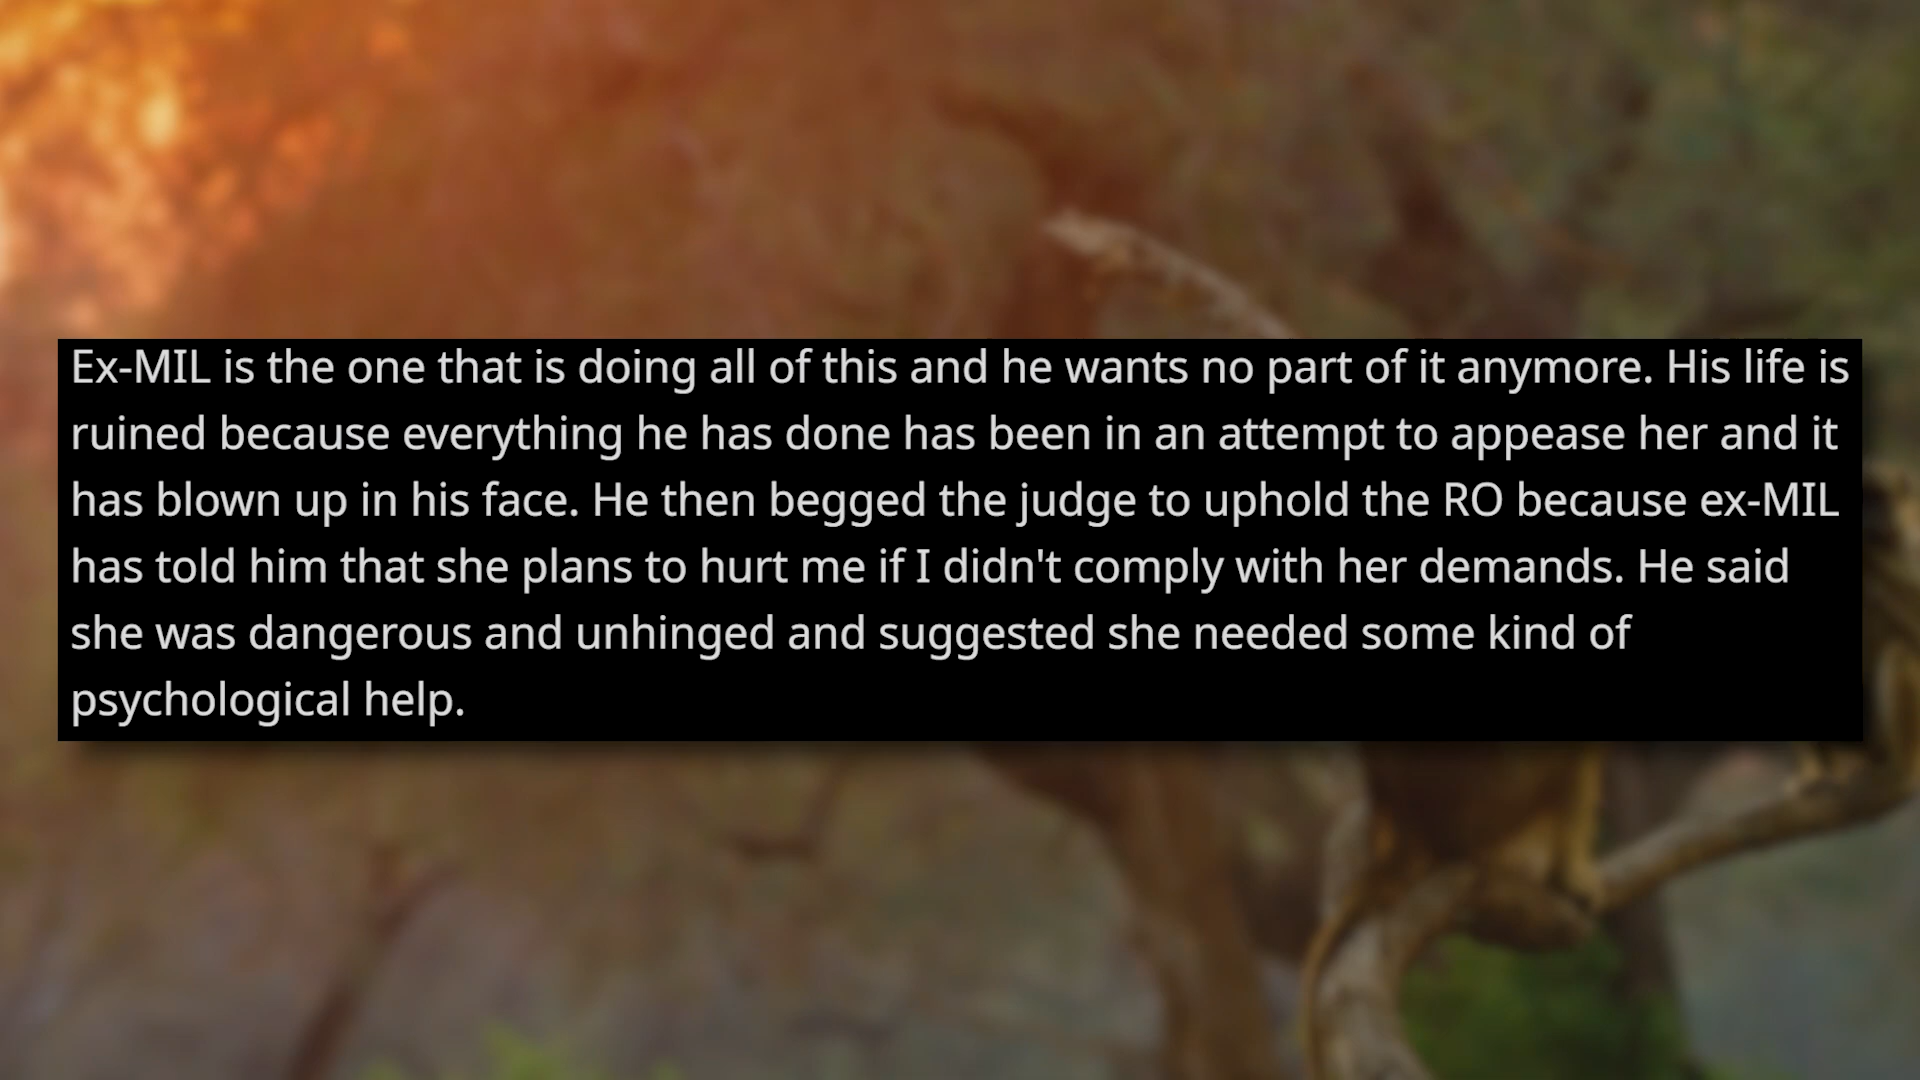 Ex-MIL is the one that is doing all of this and he wants no part of it anymore. His life is
ruined because everything he has done has been in an attempt to appease her and it
has blown up in his face. He then begged the judge to uphold the RO because ex-MIL
has told him that she plans to hurt me if I didn't comply with her demands. He said
she was dangerous and unhinged and suggested she needed some kind of
psychological help.